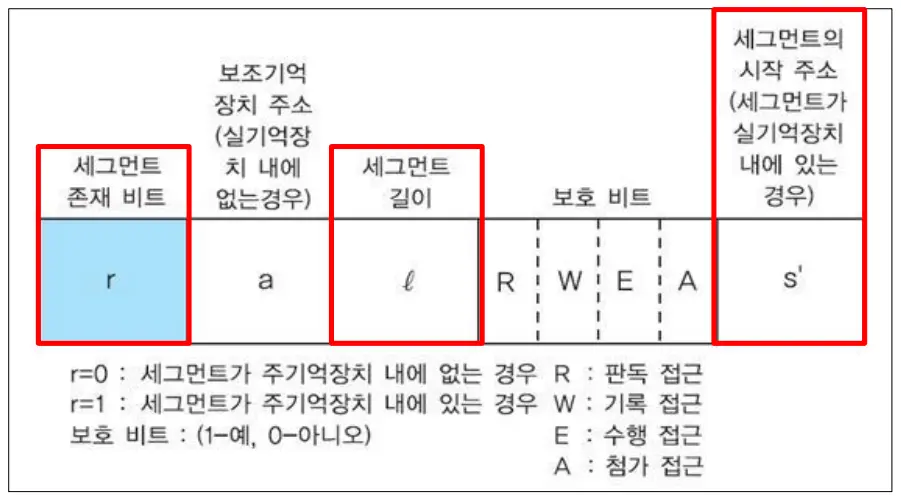 세그먼트
존재 비트
보조기억
장치 주소
(실기억장
치 내에
없는경우)
세그먼트
길이
보호 비트
세그먼트의
시작 주소
(세그먼트가
실기억장치
내에 있는
경우)
r a ℓ R W E A s'
r=0 : 세그먼트가 주기억장치 내에 없는 경우 R : 판독 접근
r=1 : 세그먼트가 주기억장치 내에 있는 경우 W : 기록 접근
보호 비트 : (1-예, 0-아니오) E : 수행 접근
A : 첨가 접근